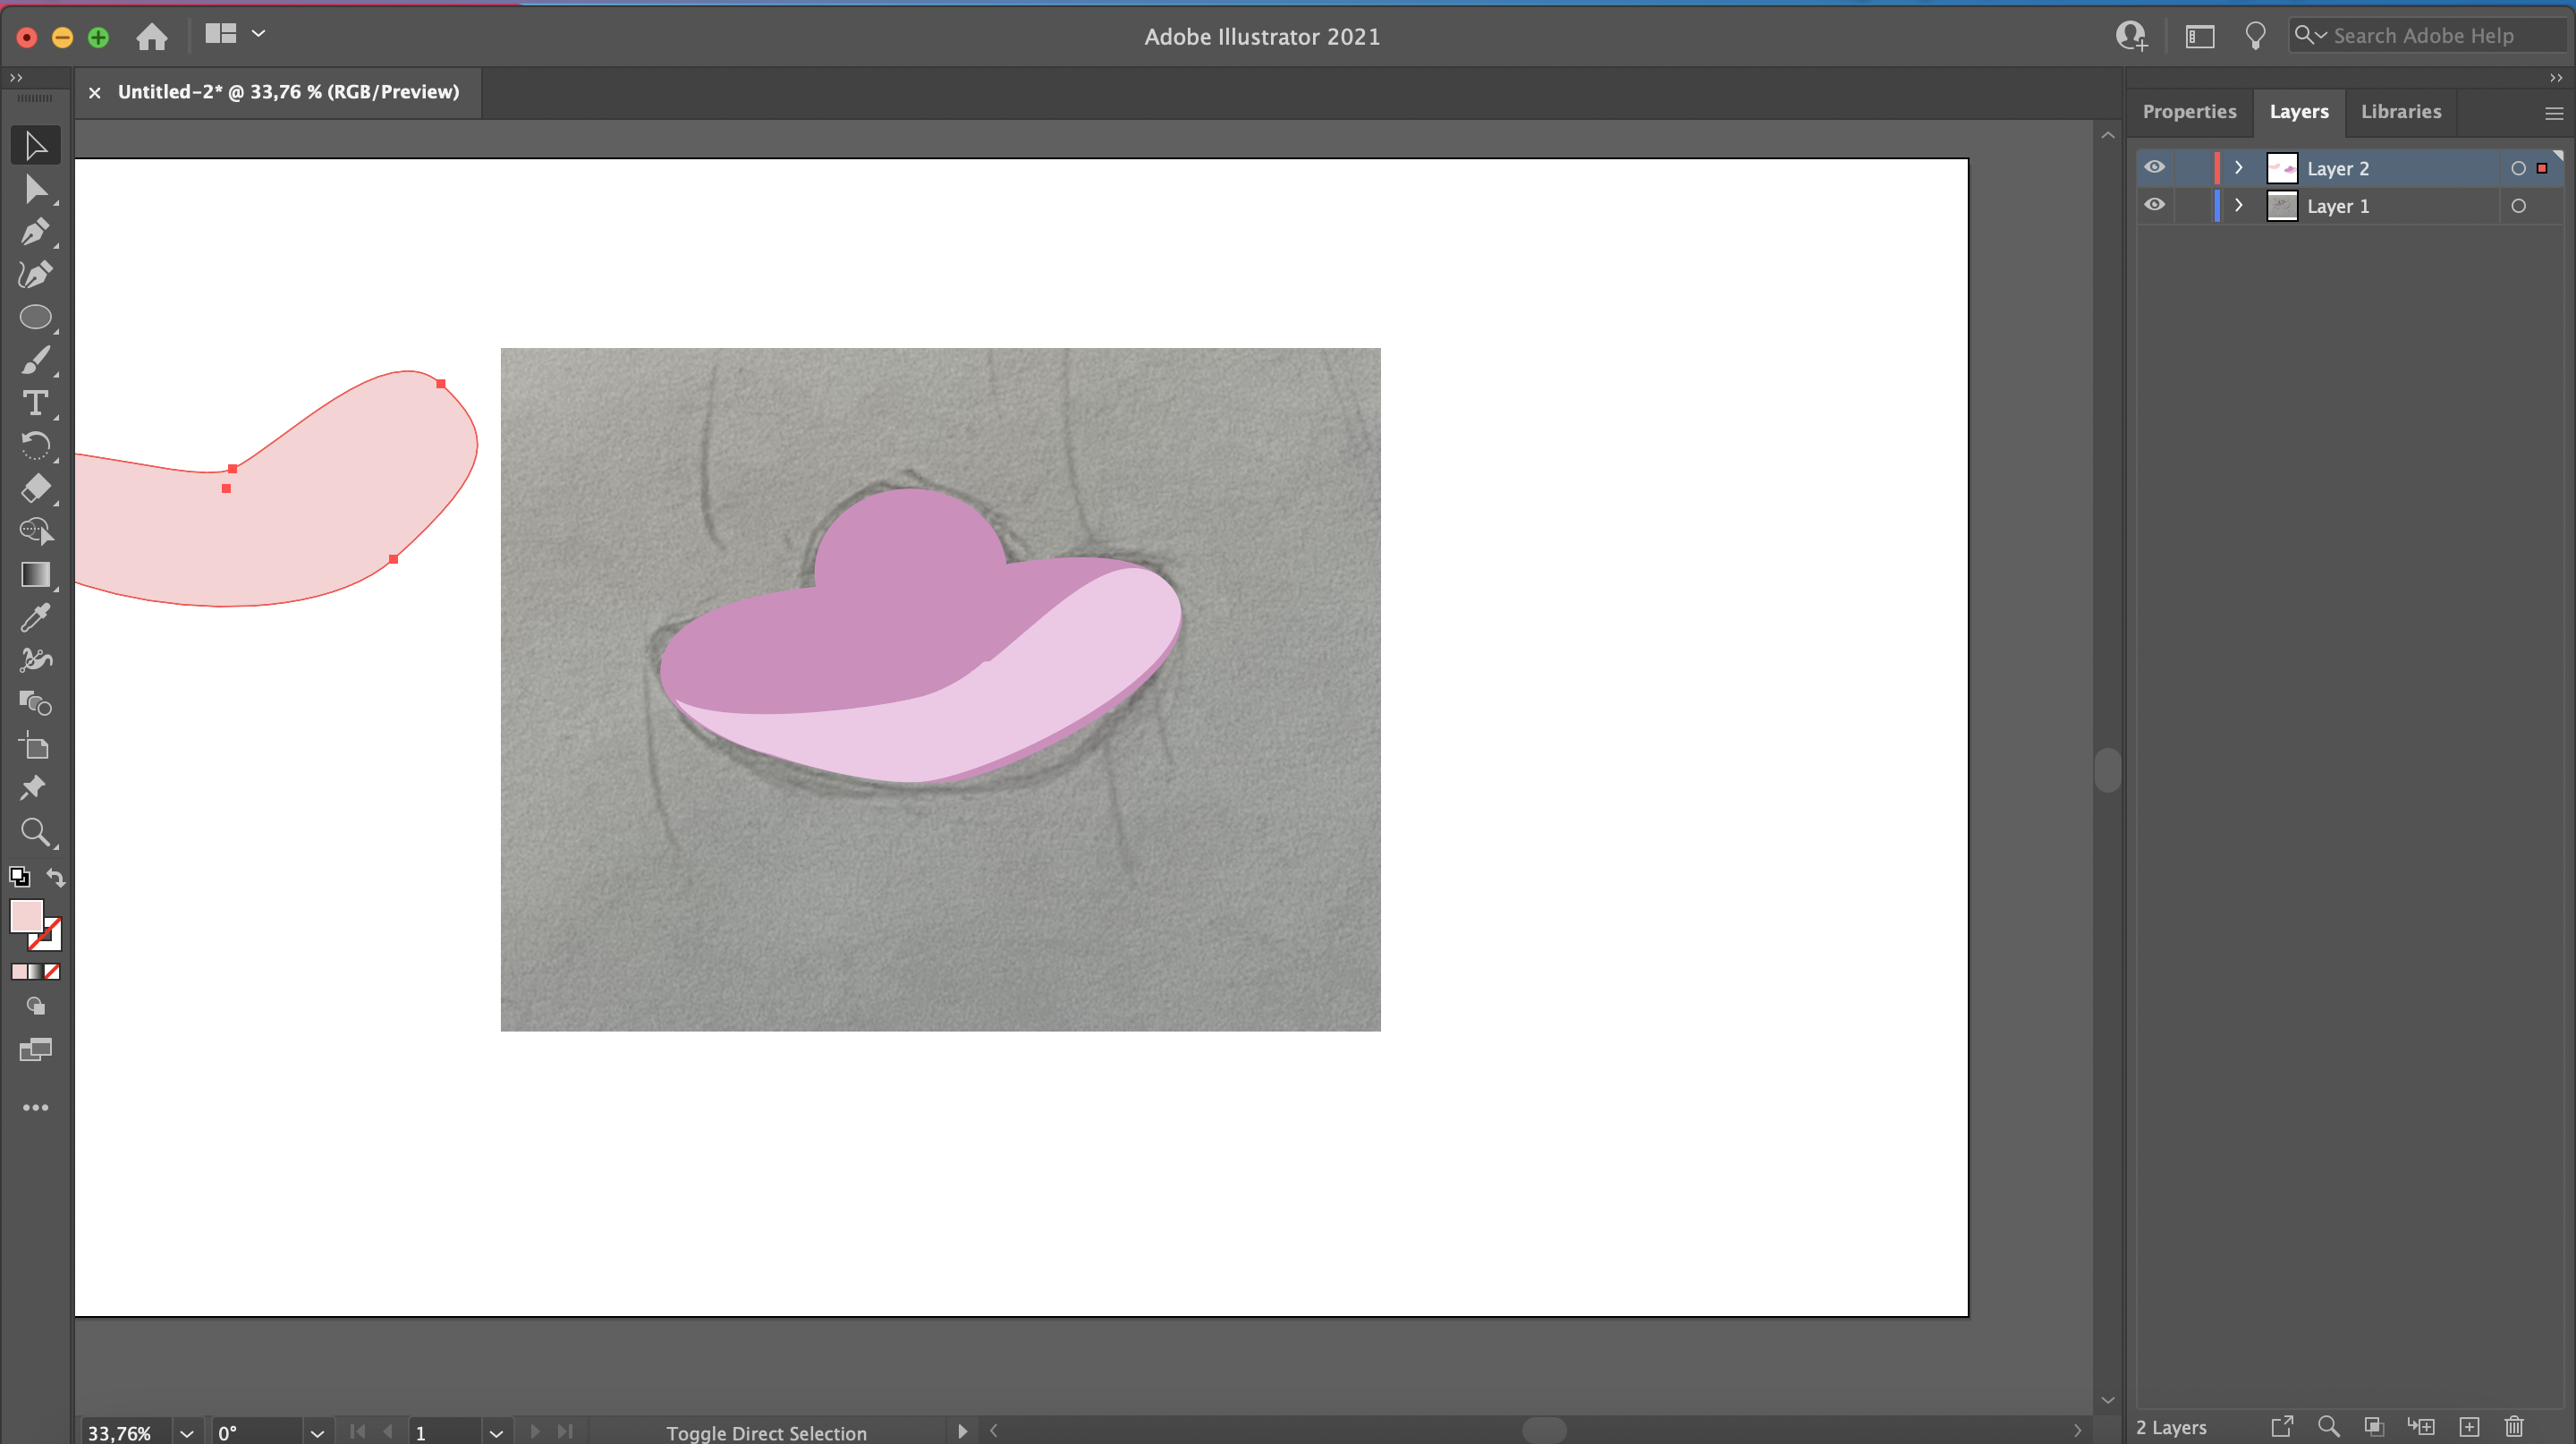 Adobe Illustrator 2021
Search Adobe Help
Untitled-2* @ 33,76 % (RGB/Preview)
Properties
Layers
Libraries
Layer 2
Layer 1
33,76%
0°
1
Toggle Direct Selection
2 Layers